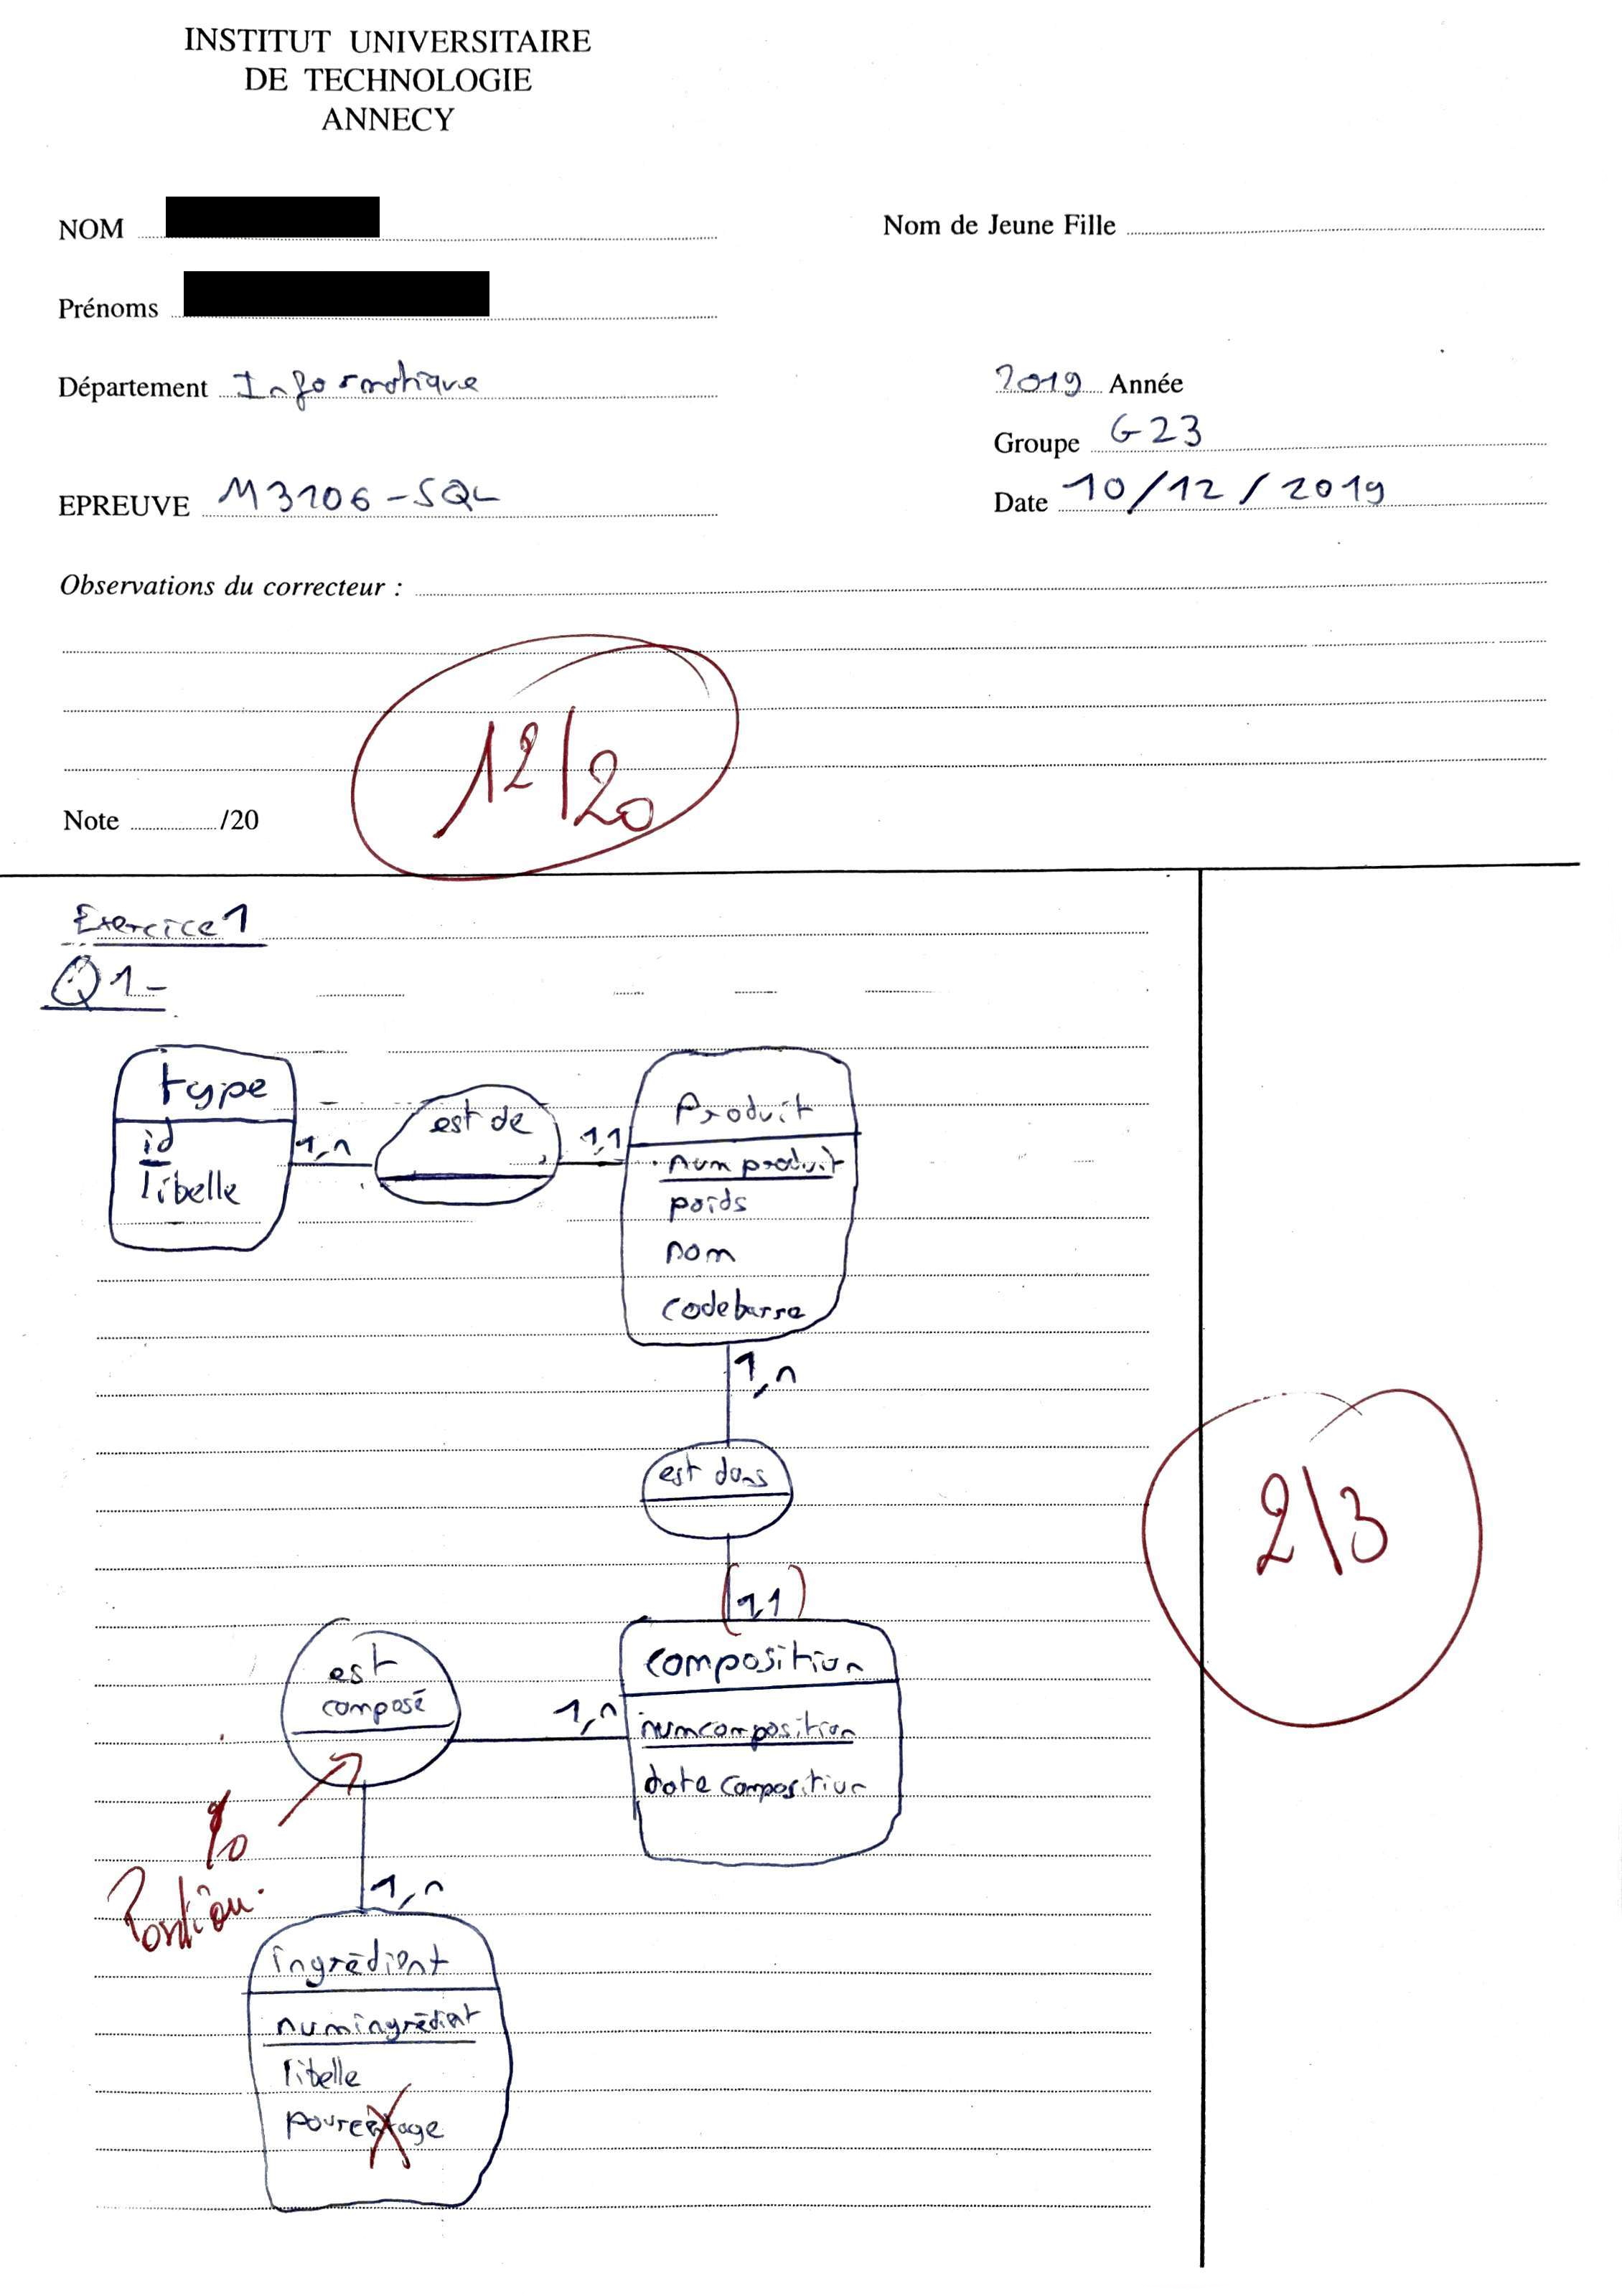 INSTITUT UNIVERSITAIRE
DE TECHNOLOGIE
ANNECY
NOM
Nom de Jeune Fille
Prénoms
Département Informatique
2019 Année
Groupe G23
EPREUVE M3106-SQL
Date 10/12/2019
Observations du correcteur :
12/20
Note /20
Exercice 1
Q1-
type
id
libelle
1,n
est de
1,1
Produit
num produit
poids
nom
codebarre
1,n
est dans
(1,1)
2/3
composition
numcomposition
date composition
1,n
est
composé
%
Position.
1,n
ingrédient
numingrédient
libelle
pourcentage